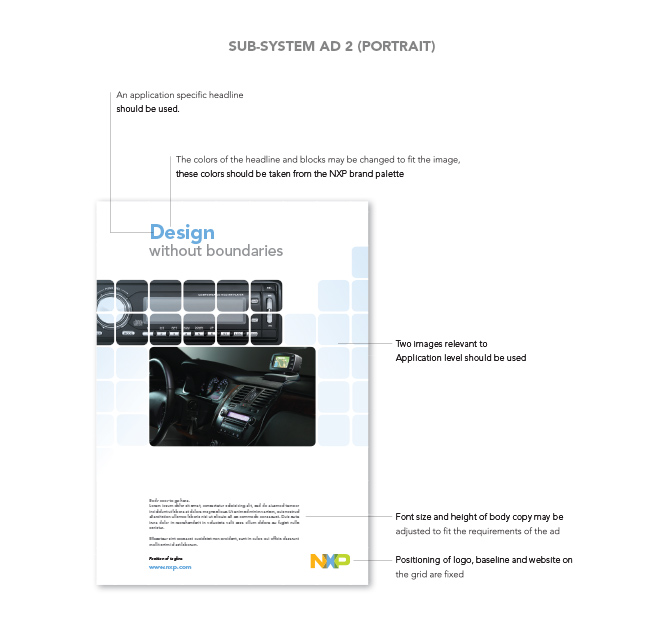 SUB-SYSTEM AD 2 (PORTRAIT)
An application specific headline
should be used.
The colors of the headline and blocks may be changed to fit the image,
these colors should be taken from the NXP brand palette
Design
without boundaries
Two images relevant to
Application level should be used
Font size and height of body copy may be
adjusted to fit the requirements of the ad
www.nxp.com
NXP
Positioning of logo, baseline and website on
the grid are fixed